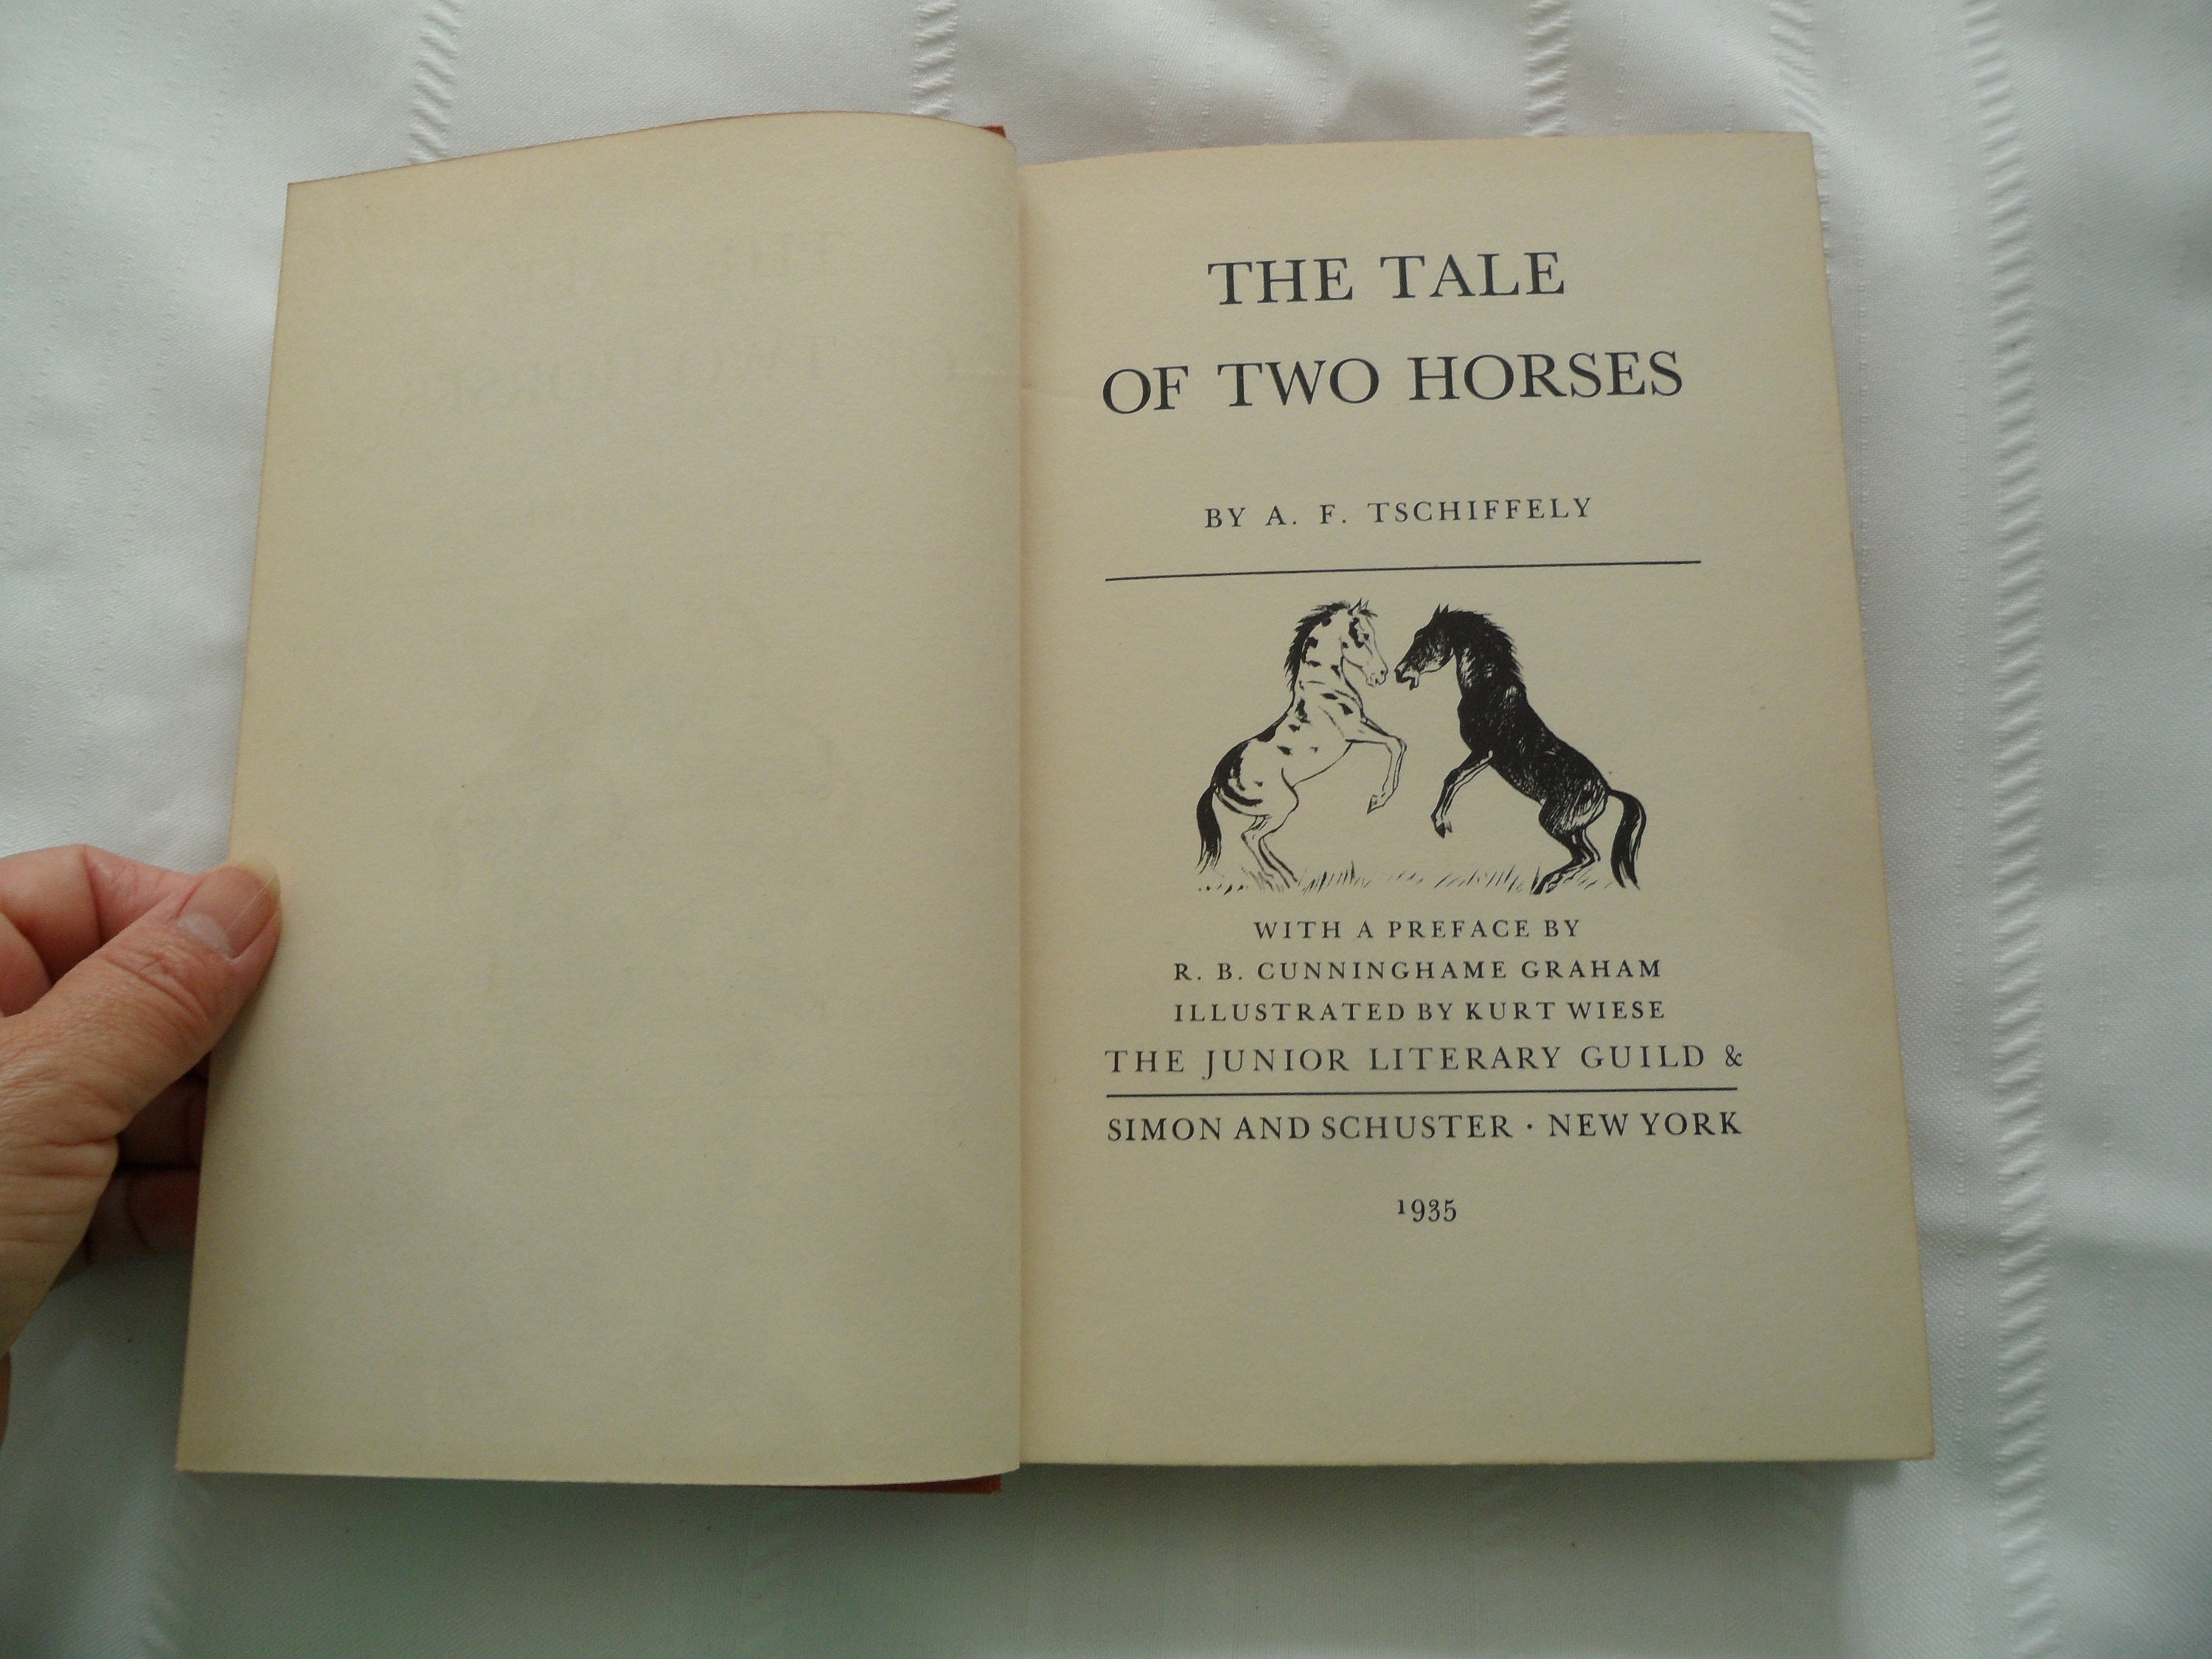 THE TALE
OF TWO HORSES
BY A. F. TSCHIFFELY
WITH A PREFACE BY
R. B. CUNNINGHAME GRAHAM
ILLUSTRATED BY KURT WIESE
THE JUNIOR LITERARY GUILD &
SIMON AND SCHUSTER · NEW YORK
1935